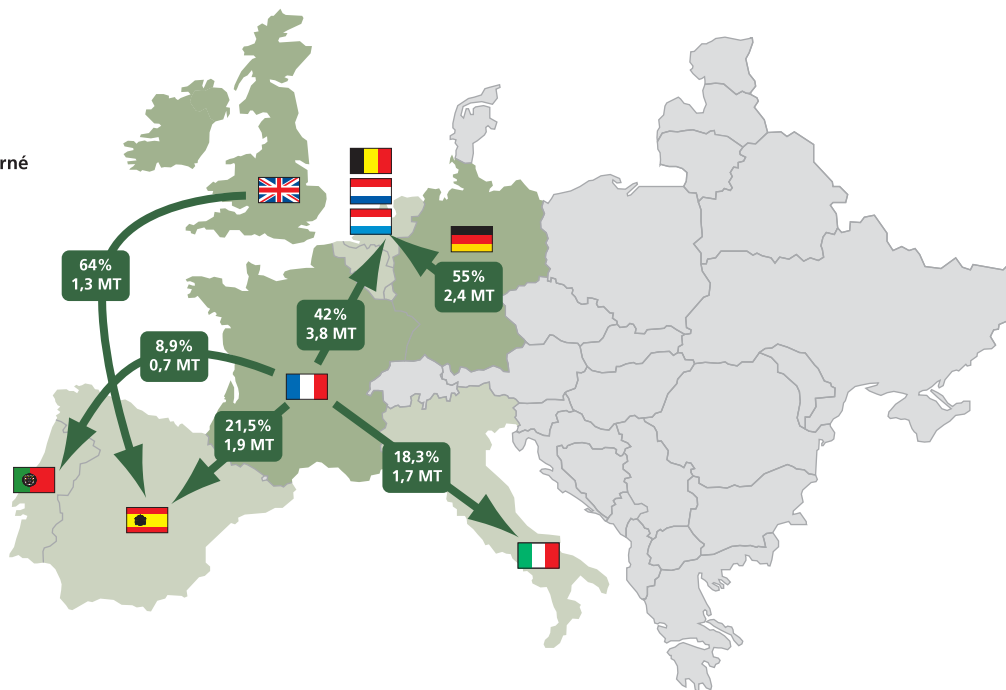 rné
64%
1,3 MT
55%
2,4 MT
42%
3,8 MT
8,9%
0,7 MT
21,5%
1,9 MT
18,3%
1,7 MT